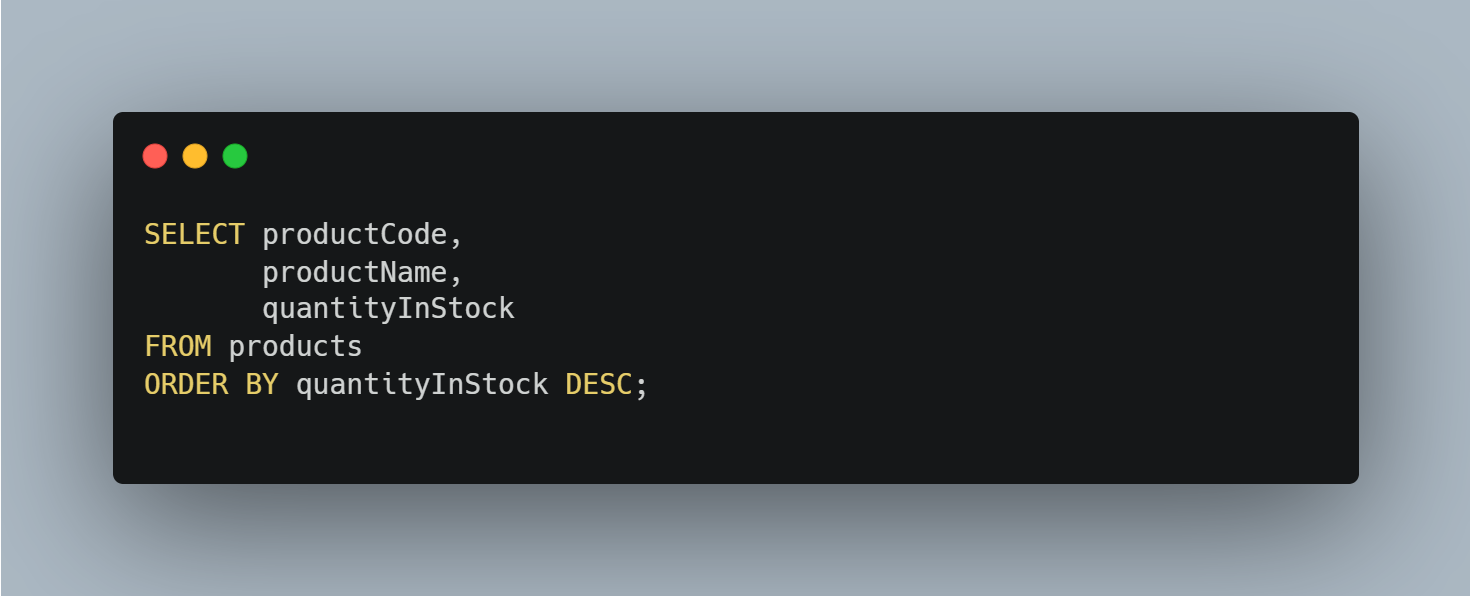 SELECT productCode,
       productName,
       quantityInStock
FROM products
ORDER BY quantityInStock DESC;